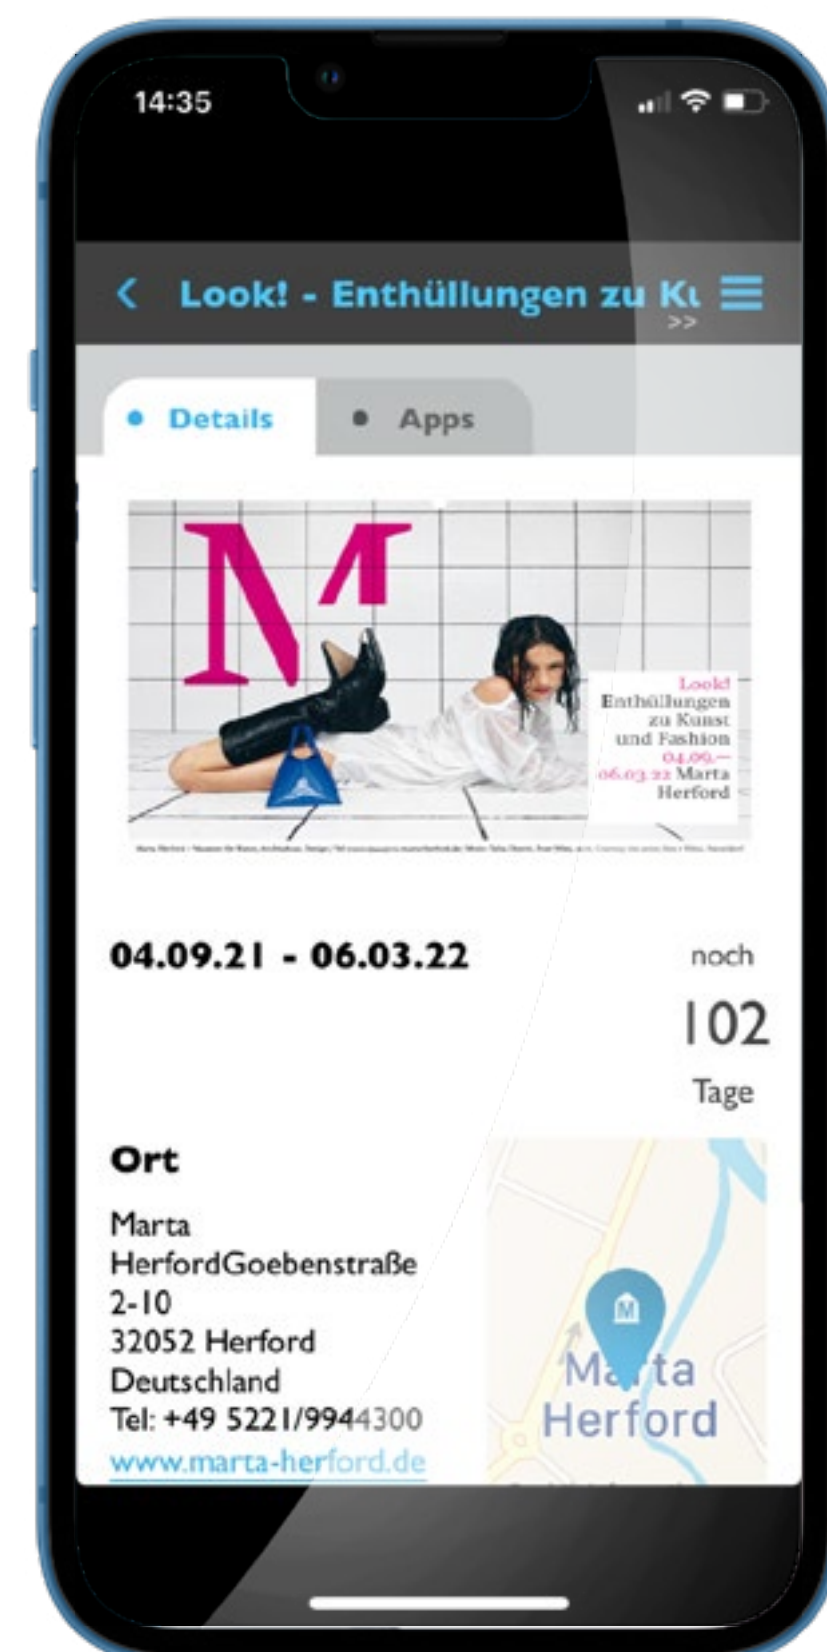 14:35
Look! - Enthüllungen zu Kι
>>
Details
Apps
M
Look!
Enthüllungen
zu Kunst
und Fashion
04.09.—
06.03.22 Marta
Herford
04.09.21 - 06.03.22
noch
102
Tage
Ort
Marta
HerfordGoebenstraße
2-10
32052 Herford
Deutschland
Tel: +49 5221/9944300
www.marta-herford.de
M
Marta
Herford